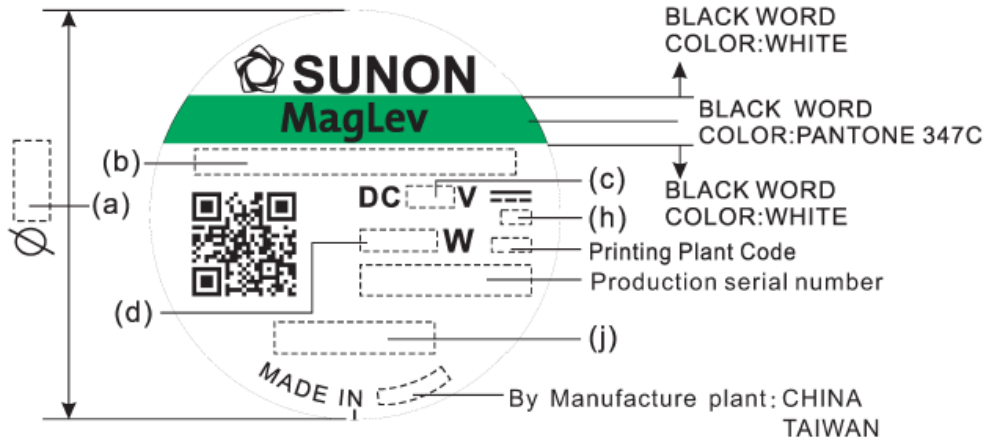 BLACK WORD
COLOR:WHITE
SUNON
MagLev
BLACK WORD
COLOR:PANTONE 347C
(b)
(c)
DC V
BLACK WORD
COLOR:WHITE
(a)
(h)
Ø
W
Printing Plant Code
Production serial number
(d)
(j)
MADE IN
By Manufacture plant: CHINA
TAIWAN